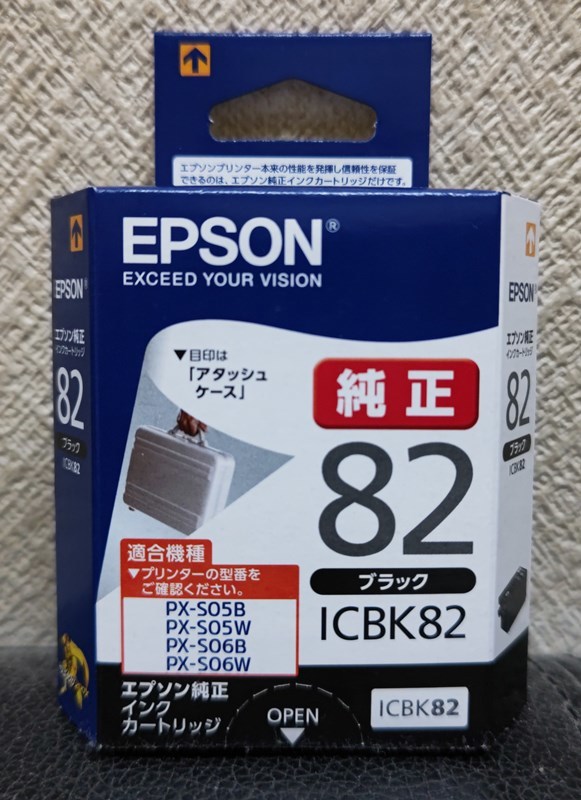 エプソンプリンター本来の性能を発揮し信頼性を保証
できるのは、エプソン純正インクカートリッジだけです。
EPSON®
EXCEED YOUR VISION
▼目印は
「アタッシュ
ケース」
純正
82
ブラック
ICBK82
適合機種
▼プリンターの型番を
ご確認ください。
PX-S05B
PX-S05W
PX-S06B
PX-S06W
エプソン純正
インク
カートリッジ
OPEN
ICBK82
EPSON
エプソン純正
インクカートリッジ
82
ブラック
ICBK82
EPSON
エプソン純正
インクカートリッジ
82
ブラック
ICBK82